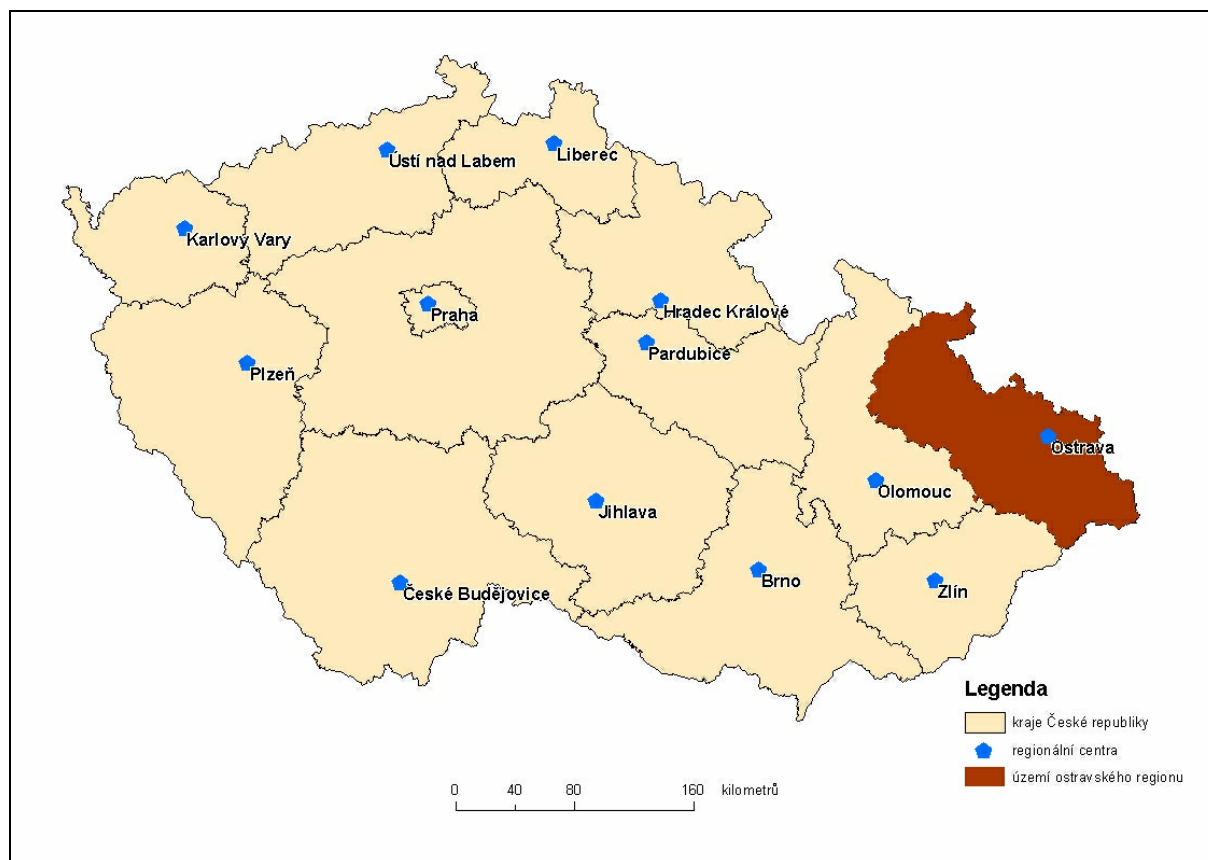 Ústí nad Labem
Liberec
Karlový Vary
Praha
Hradec Králové
Pardubice
Plzeň
Ostrava
Olomouc
Jihlava
Brno
České Budějovice
Zlín
Legenda
kraje České republiky
regionální centra
území ostravského regionu
0 40 80 160 kilometrů